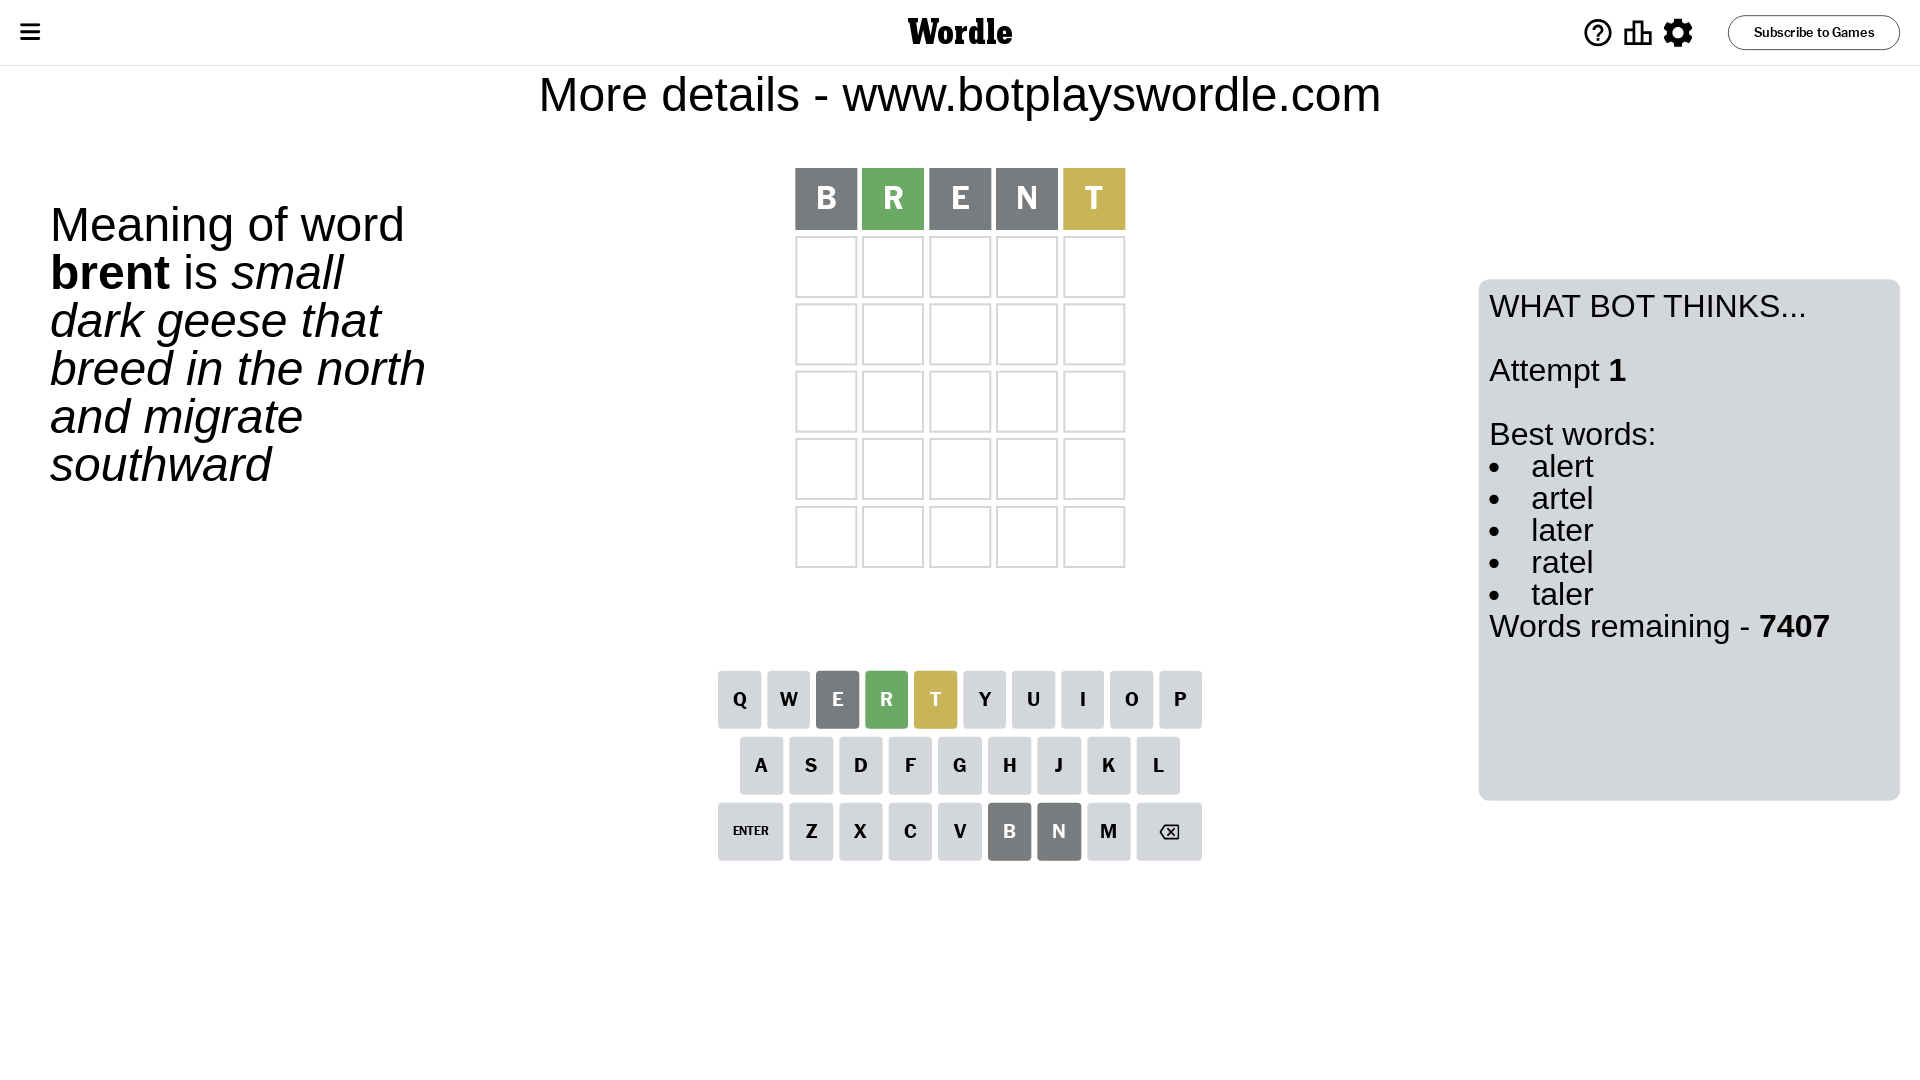 Wordle
Subscribe to Games
More details - www.botplayswordle.com
Meaning of word
brent is small
dark geese that
breed in the north
and migrate
southward
B R E N T
WHAT BOT THINKS...
Attempt 1
Best words:
• alert
• artel
• later
• ratel
• taler
Words remaining - 7407
Q W E R T Y U I O P
A S D F G H J K L
ENTER Z X C V B N M